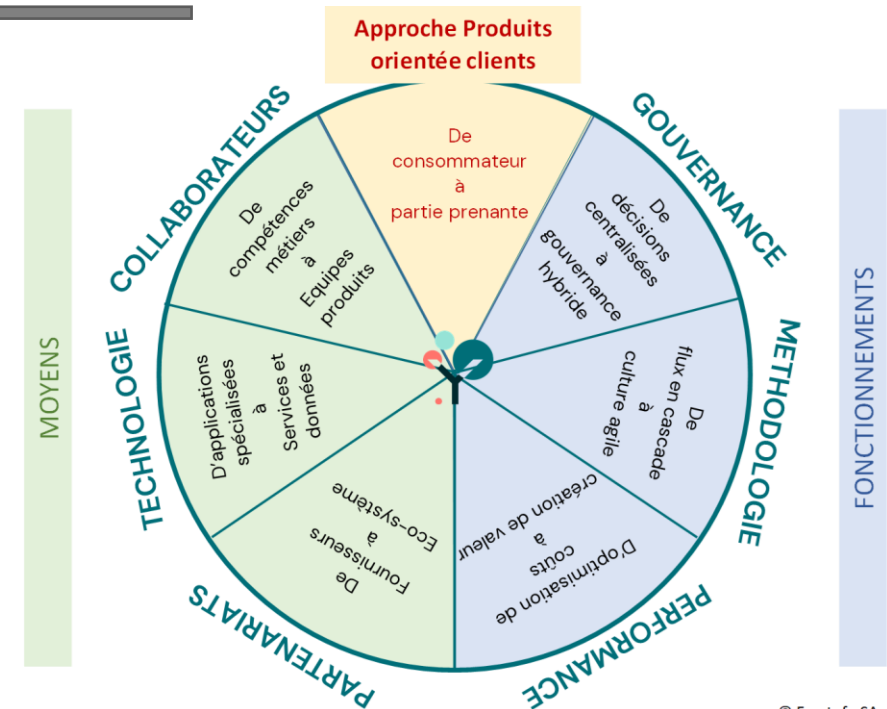 Approche Produits
orientée clients
De
consommateur
à
partie prenante
GOUVERNANCE
De
décisions
centralisées
à
gouvernance
hybride
METHODOLOGIE
De
flux en cascade
à
culture agile
PERFORMANCE
D'optimisation de
coûts
à
création de valeur
PARTENARIATS
De
Fournisseurs
à
Eco-système
TECHNOLOGIE
D'applications
spécialisées
à
Services et
données
COLLABORATEURS
De
compétences
métiers
à
Equipes
produits
MOYENS
FONCTIONNEMENTS